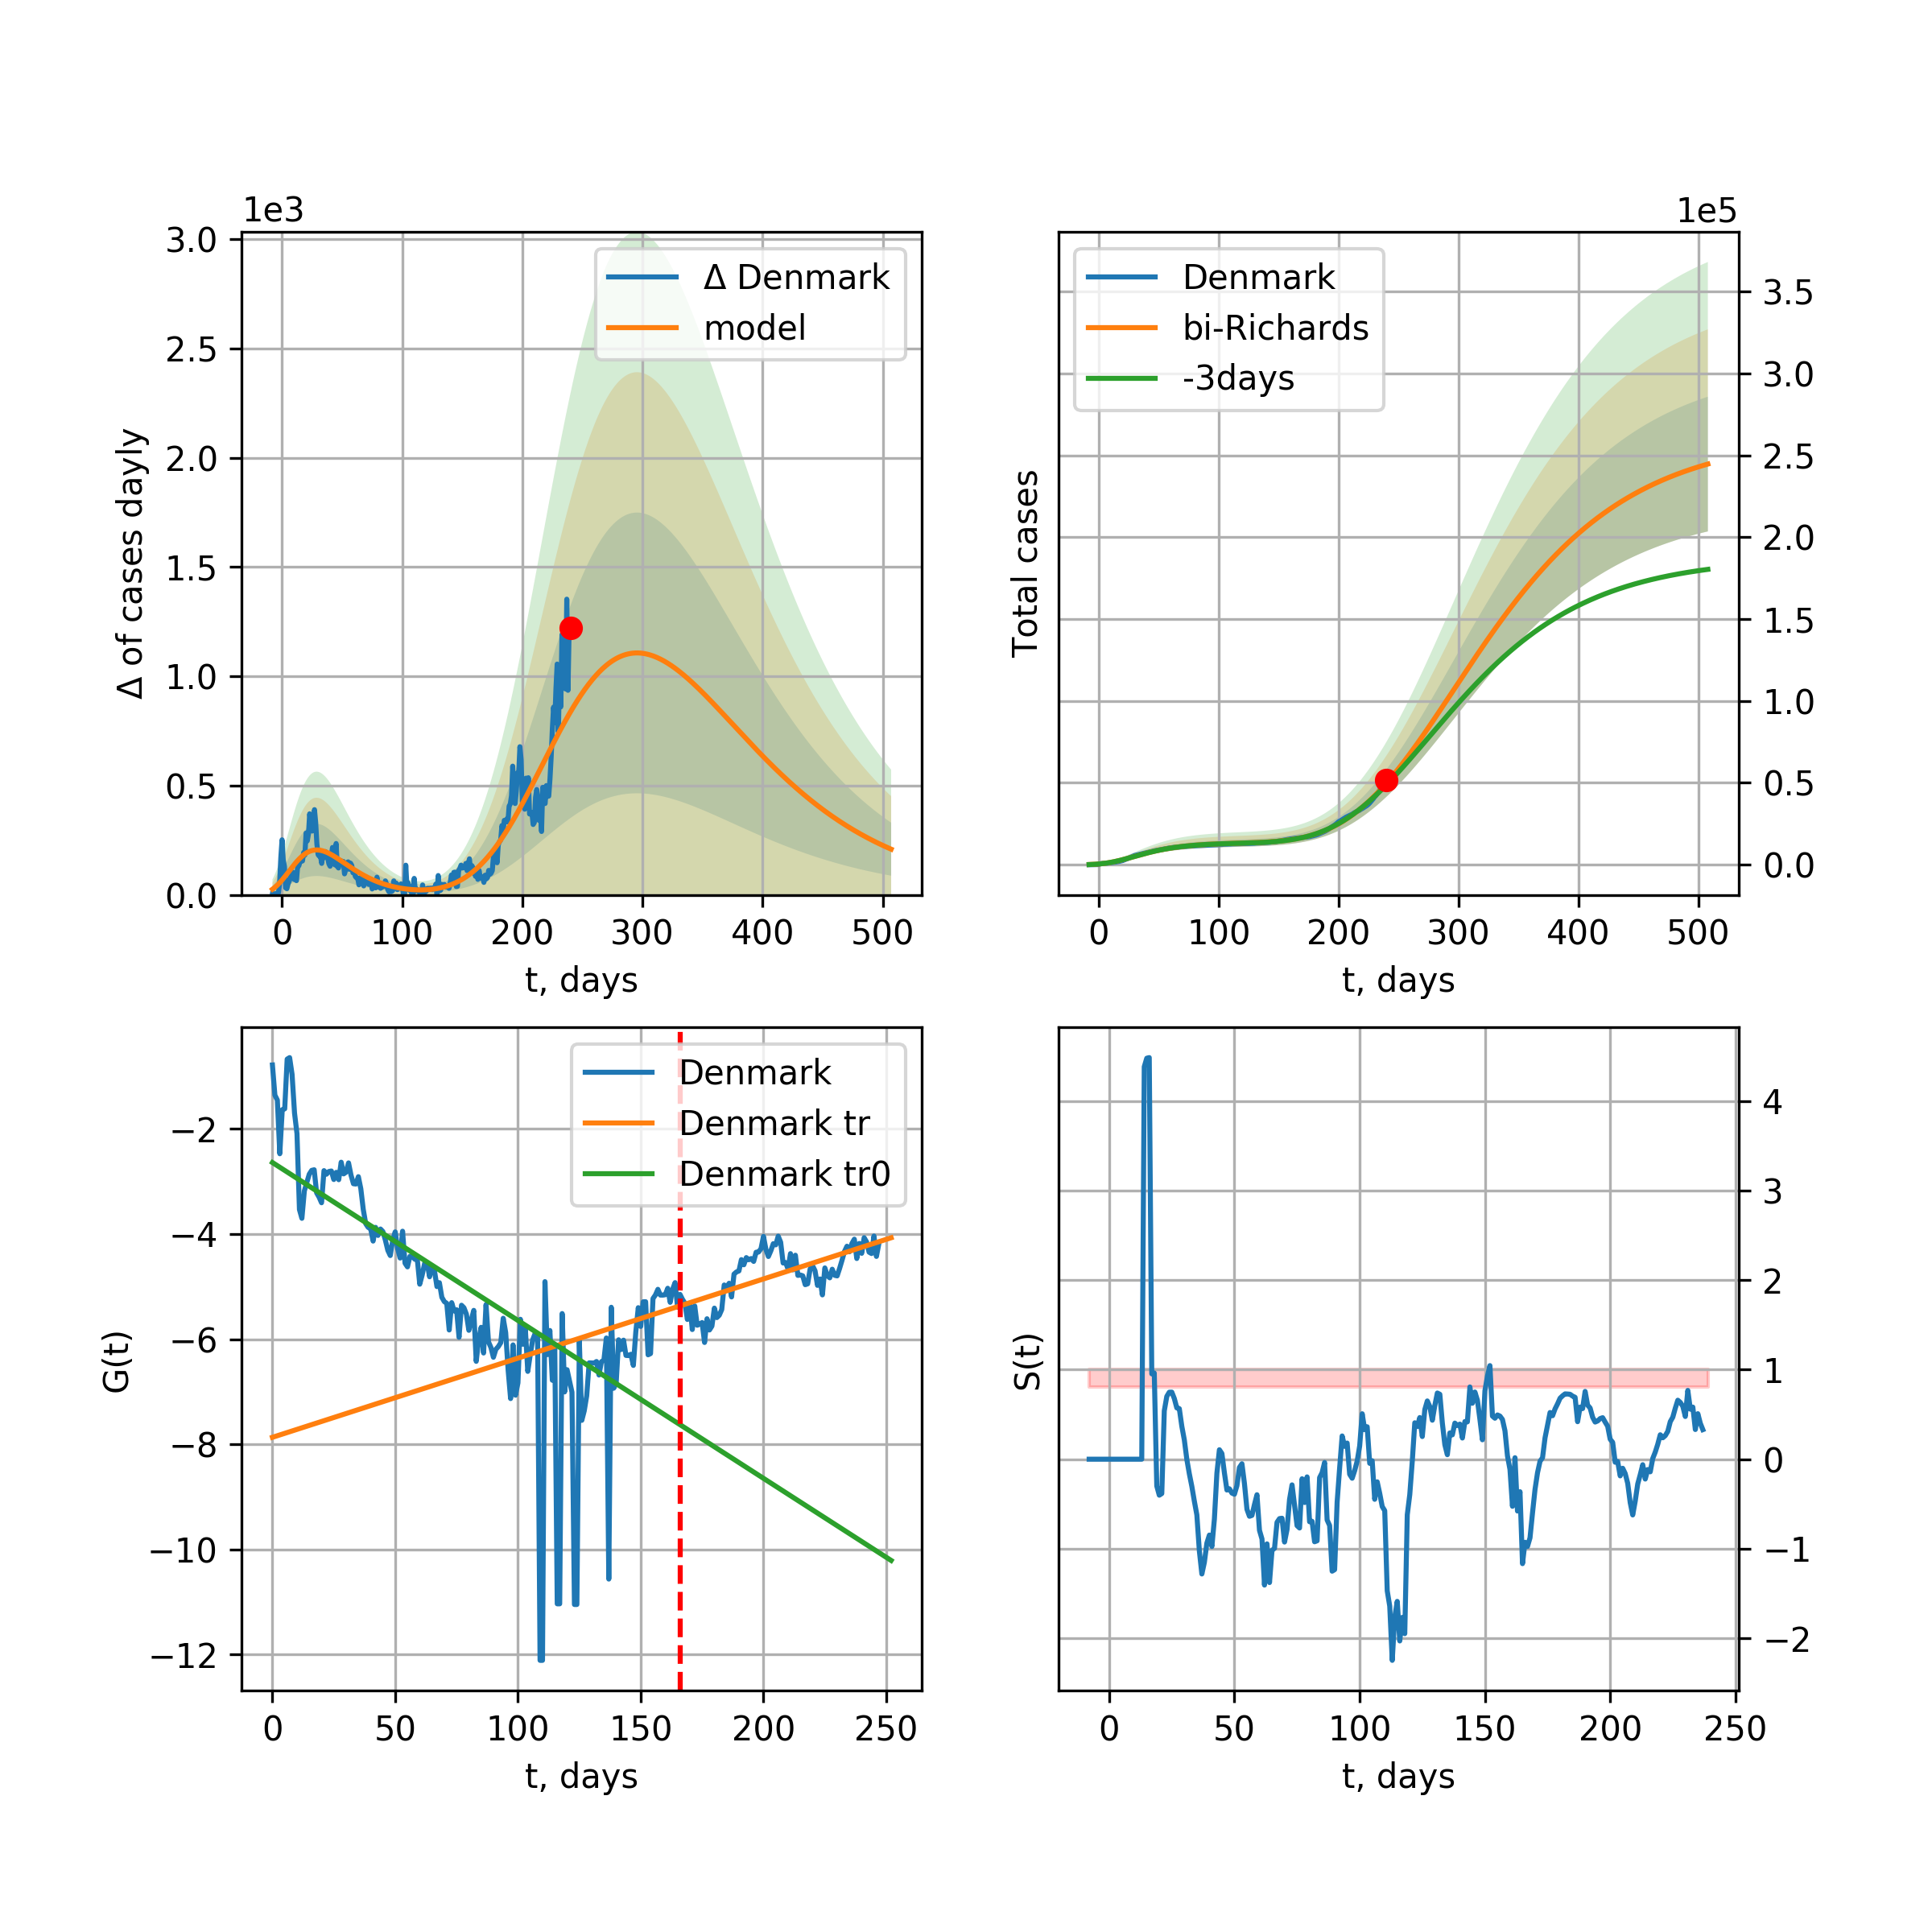 1e3
3.0
2.5
2.0
1.5
1.0
0.5
0.0
Δ of cases dayly
0 100 200 300 400 500
t, days
Δ Denmark
model
1e5
3.5
3.0
2.5
2.0
1.5
1.0
0.5
0.0
Total cases
0 100 200 300 400 500
t, days
Denmark
bi-Richards
-3days
−2
−4
−6
−8
−10
−12
G(t)
0 50 100 150 200 250
t, days
Denmark
Denmark tr
Denmark tr0
4
3
2
1
0
−1
−2
S(t)
0 50 100 150 200 250
t, days